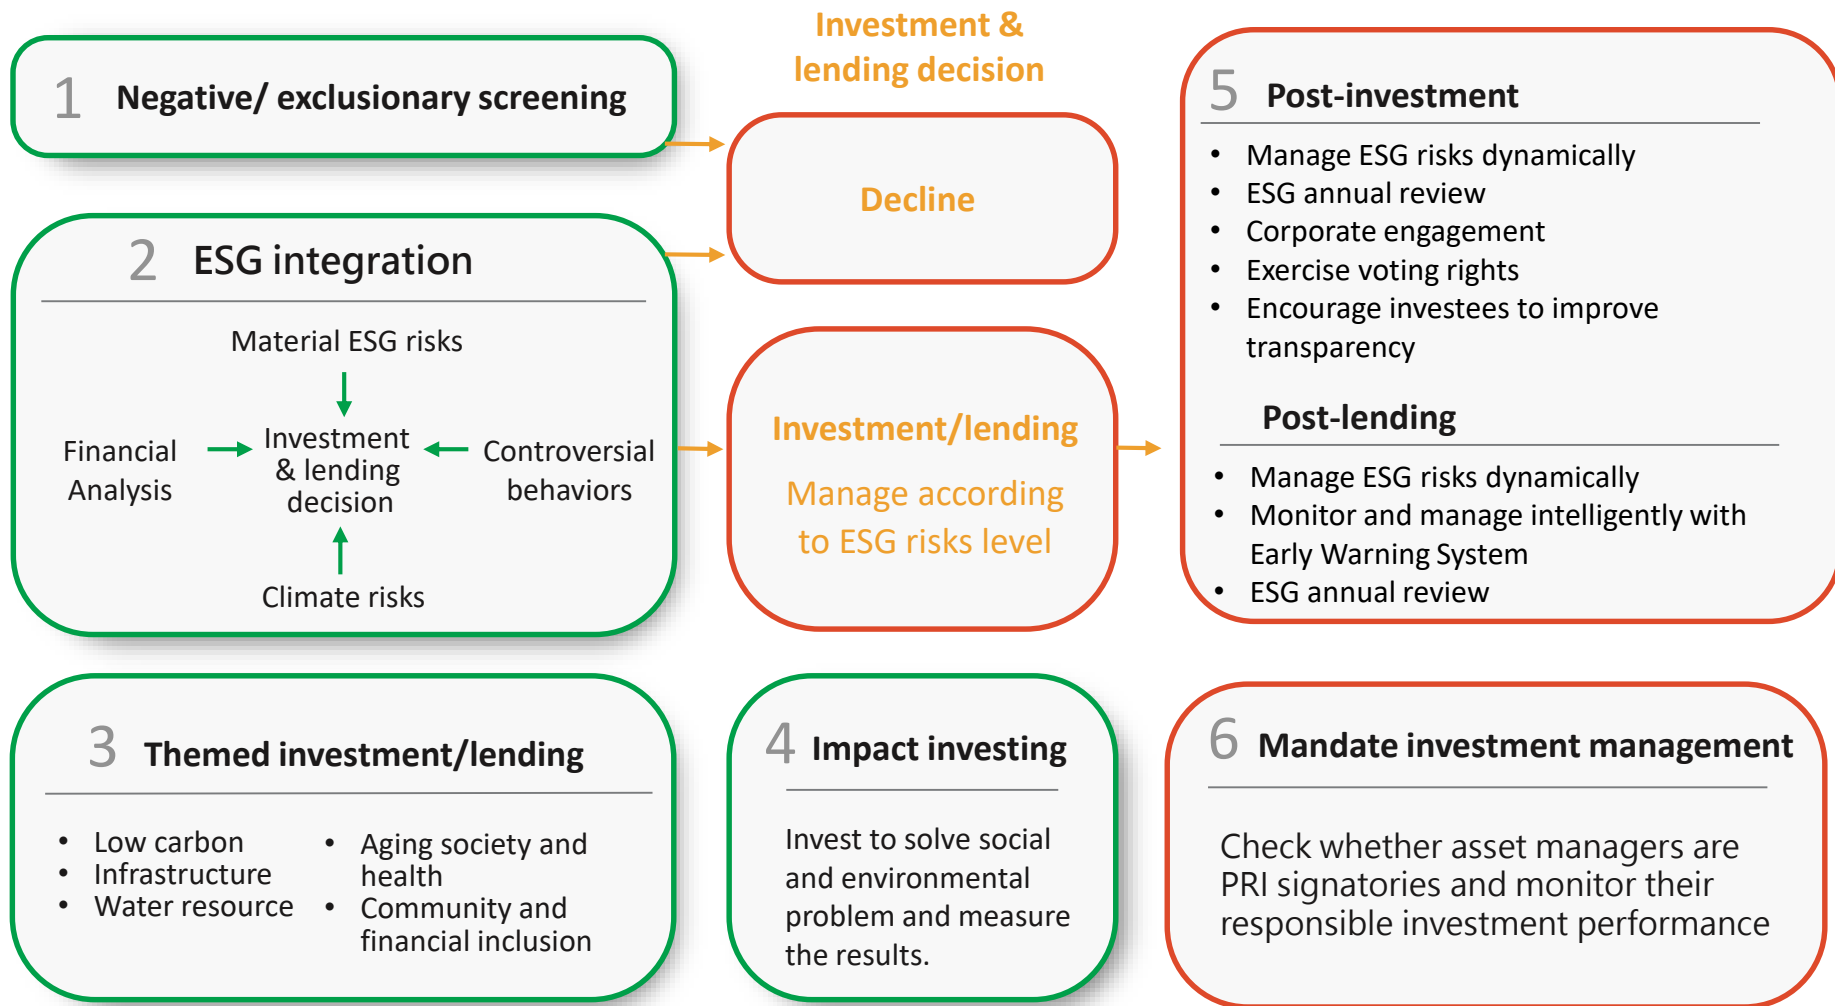 1 Negative/ exclusionary screening
2 ESG integration
Material ESG risks
Financial
Analysis
Investment
& lending
decision
Controversial
behaviors
Climate risks
Investment &
lending decision
Decline
Investment/lending
Manage according
to ESG risks level
5 Post-investment
• Manage ESG risks dynamically
• ESG annual review
• Corporate engagement
• Exercise voting rights
• Encourage investees to improve
transparency
Post-lending
• Manage ESG risks dynamically
• Monitor and manage intelligently with
Early Warning System
• ESG annual review
3 Themed investment/lending
• Low carbon
• Infrastructure
• Water resource
• Aging society and
health
• Community and
financial inclusion
4 Impact investing
Invest to solve social
and environmental
problem and measure
the results.
6 Mandate investment management
Check whether asset managers are
PRI signatories and monitor their
responsible investment performance